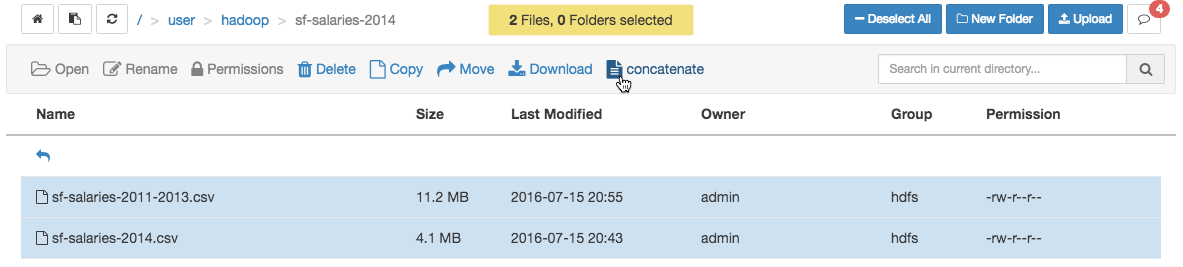 / > user > hadoop > sf-salaries-2014 2 Files, 0 Folders selected Deselect All New Folder Upload 4
Open Rename Permissions Delete Copy Move Download concatenate Search in current directory...
Name Size Last Modified Owner Group Permission
sf-salaries-2011-2013.csv 11.2 MB 2016-07-15 20:55 admin hdfs -rw-r--r--
sf-salaries-2014.csv 4.1 MB 2016-07-15 20:43 admin hdfs -rw-r--r--